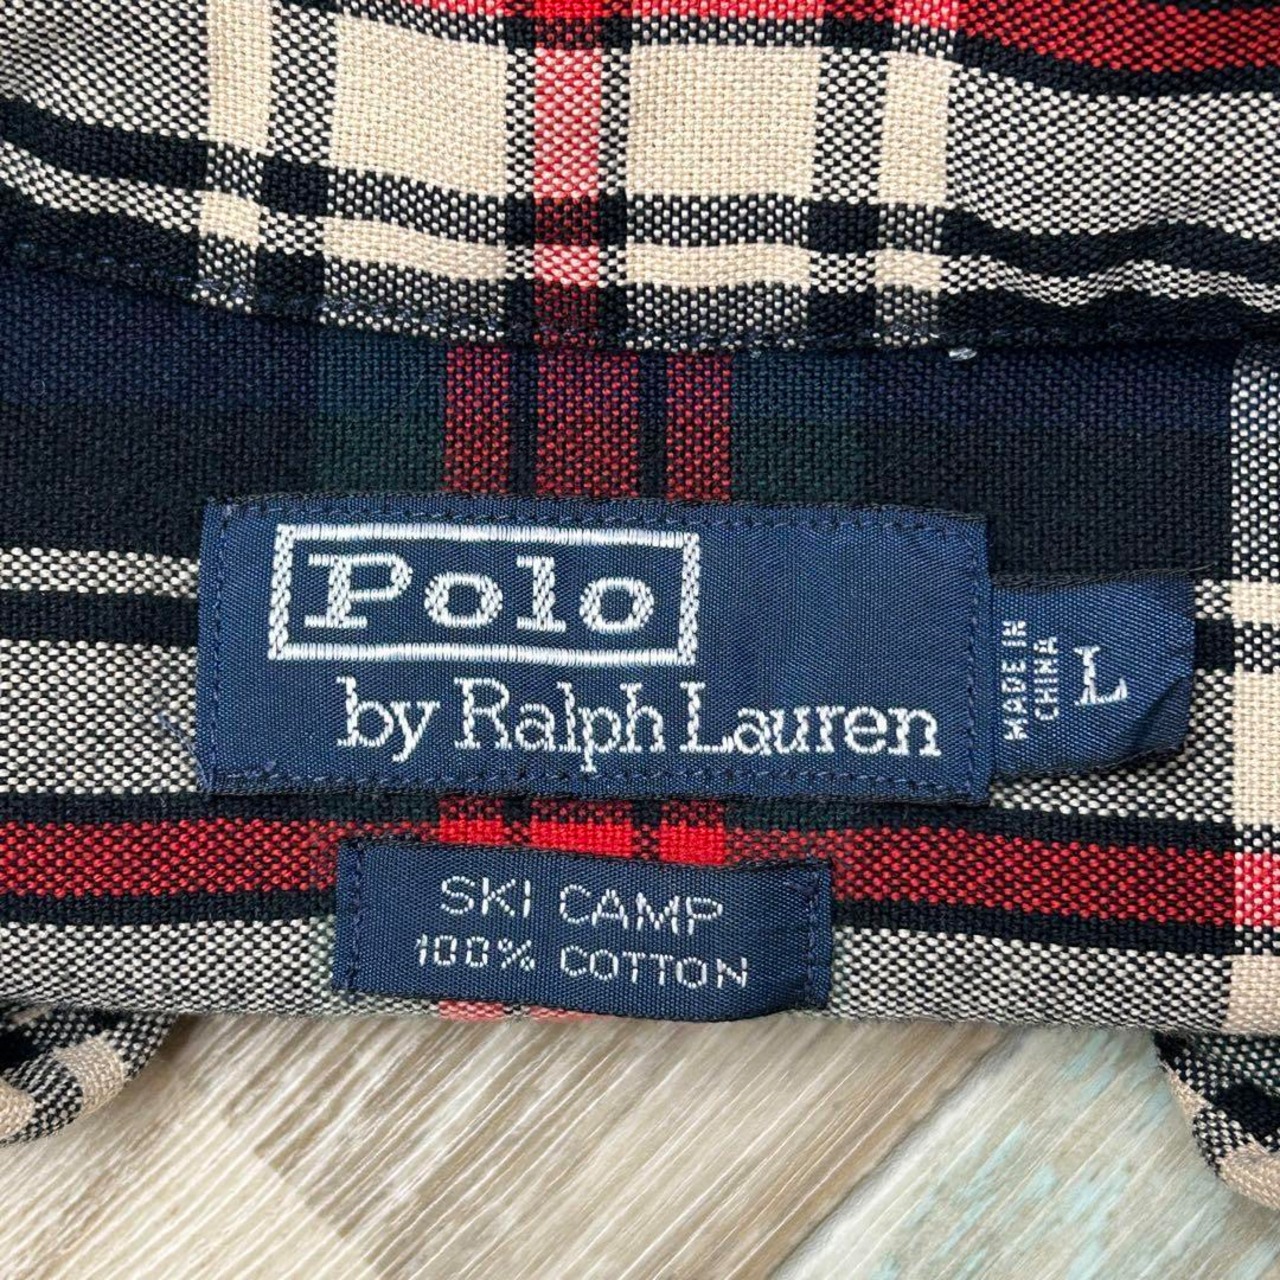 Polo
by Ralph Lauren
MADE IN
CHINA
L
SKI CAMP
100% COTTON